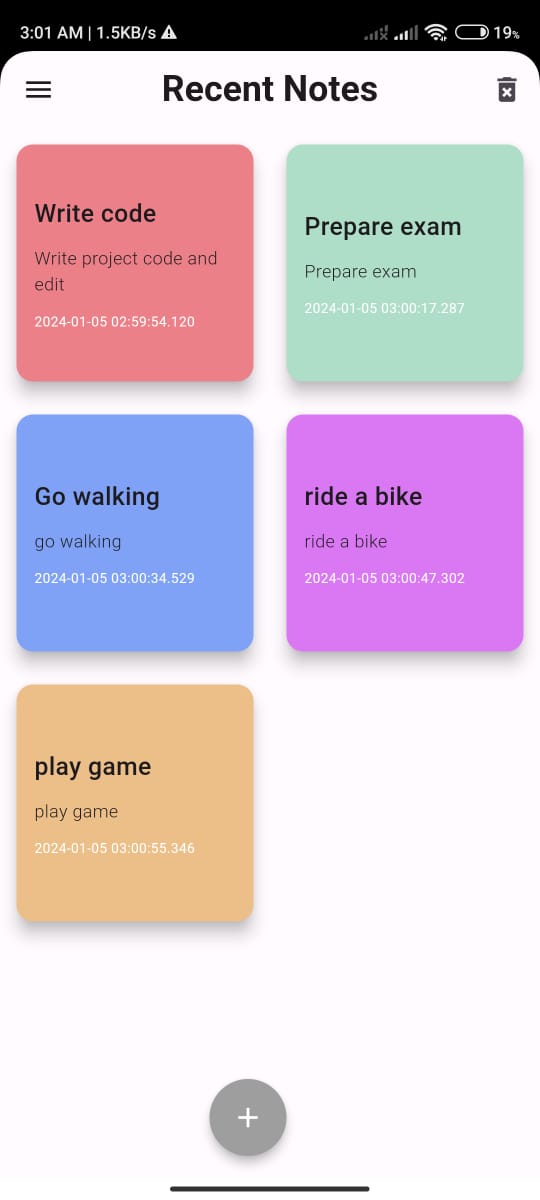 3:01 AM | 1.5KB/s
19%
Recent Notes
Write code
Write project code and
edit
2024-01-05 02:59:54.120
Prepare exam
Prepare exam
2024-01-05 03:00:17.287
Go walking
go walking
2024-01-05 03:00:34.529
ride a bike
ride a bike
2024-01-05 03:00:47.302
play game
play game
2024-01-05 03:00:55.346